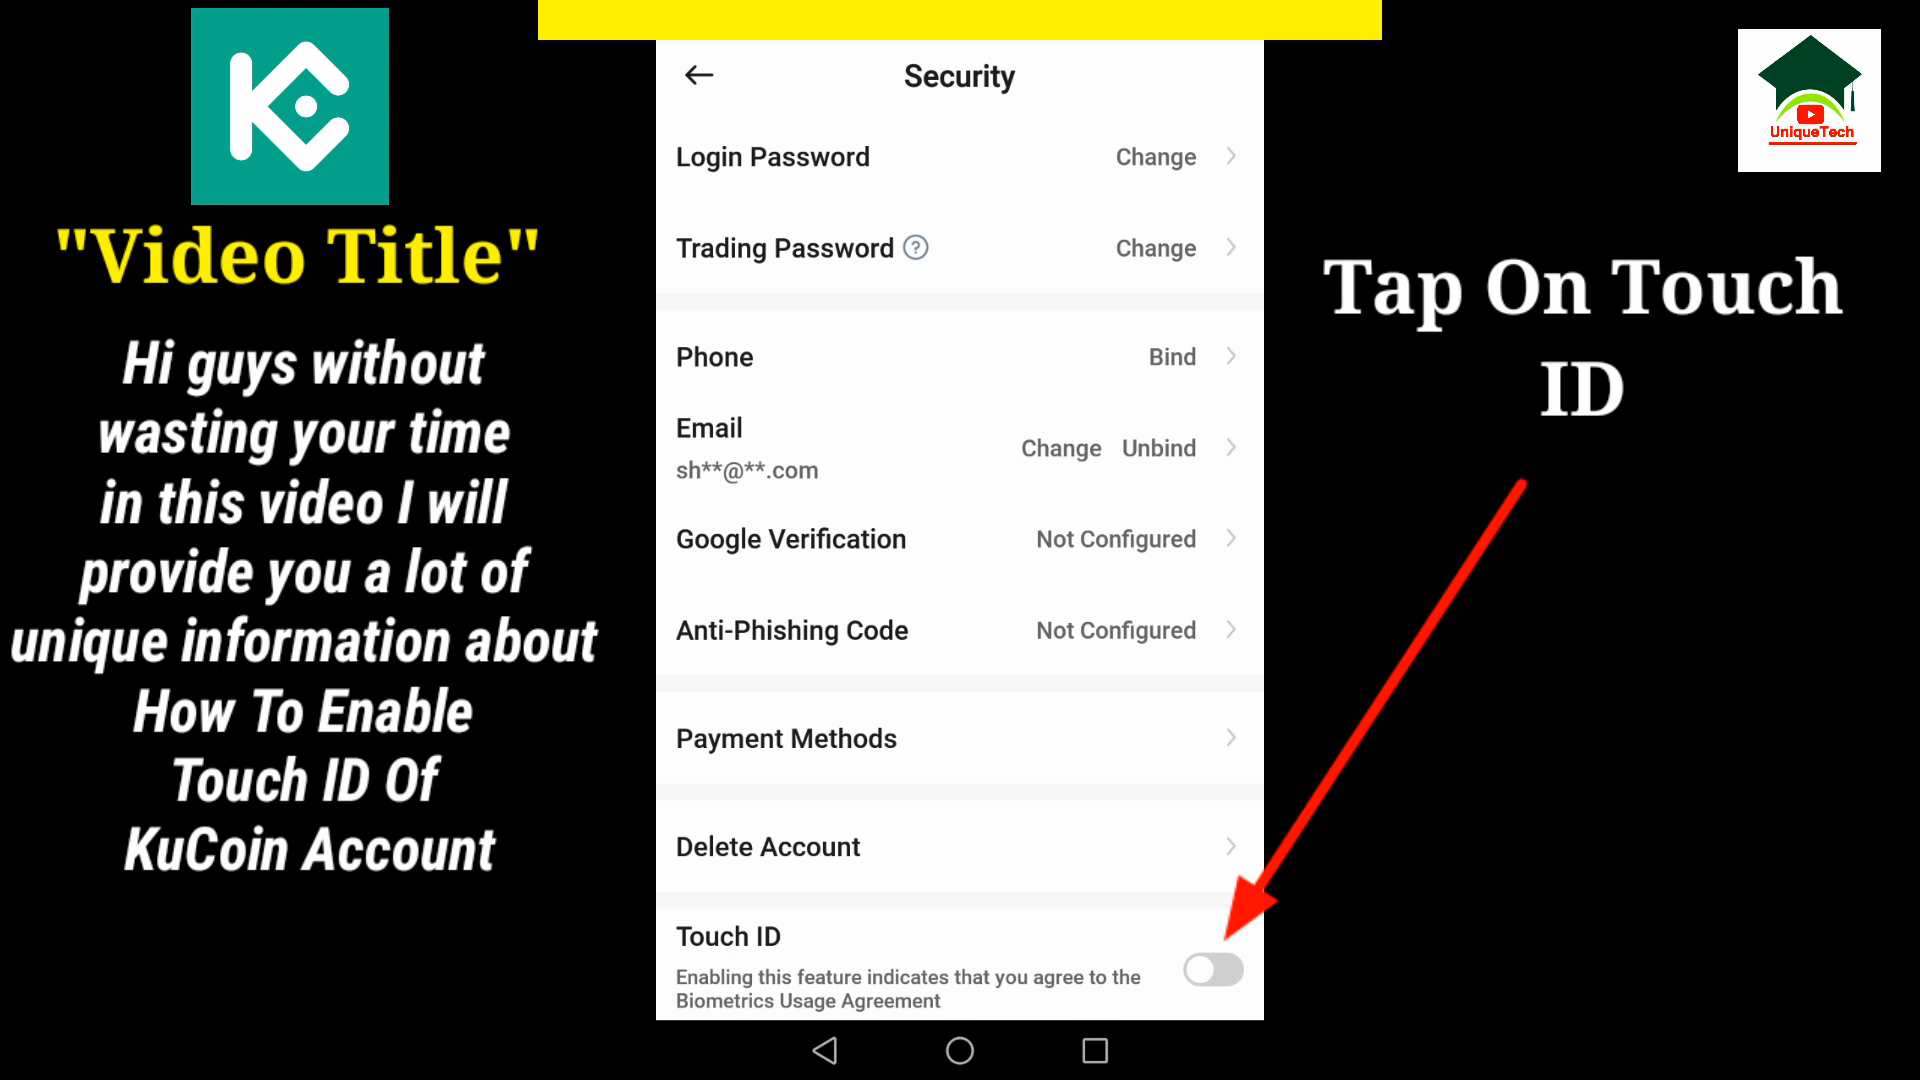 "Video Title"
Hi guys without
wasting your time
in this video I will
provide you a lot of
unique information about
How To Enable
Touch ID Of
KuCoin Account
Security
Login Password Change
Trading Password ? Change
Phone Bind
Email
sh**@**.com
Change Unbind
Google Verification Not Configured
Anti-Phishing Code Not Configured
Payment Methods
Delete Account
Touch ID
Enabling this feature indicates that you agree to the
Biometrics Usage Agreement
UniqueTech
Tap On Touch
ID